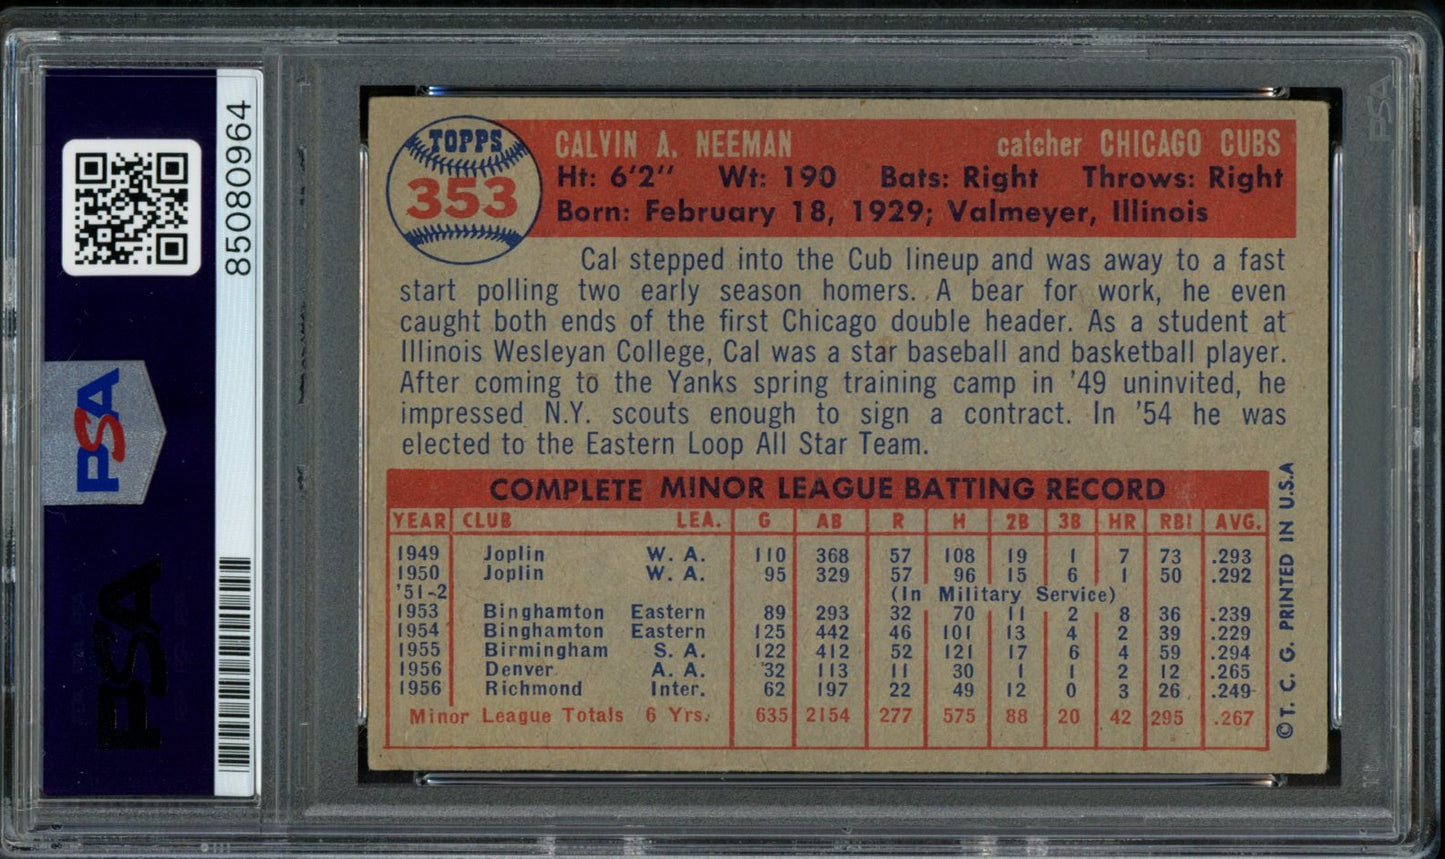 85080964
PSA
PSA
PSA
TOPPS
353
CALVIN A. NEEMAN catcher CHICAGO CUBS
Ht: 6'2" Wt: 190 Bats: Right Throws: Right
Born: February 18, 1929; Valmeyer, Illinois
Cal stepped into the Cub lineup and was away to a fast
start polling two early season homers. A bear for work, he even
caught both ends of the first Chicago double header. As a student at
Illinois Wesleyan College, Cal was a star baseball and basketball player.
After coming to the Yanks spring training camp in '49 uninvited, he
impressed N.Y. scouts enough to sign a contract. In '54 he was
elected to the Eastern Loop All Star Team.
COMPLETE MINOR LEAGUE BATTING RECORD
YEAR CLUB LEA. G AB R H 2B 3B HR RBI AVG.
1949 Joplin W. A. 110 368 57 108 19 1 7 73 .293
1950 Joplin W. A. 95 329 57 96 15 6 1 50 .292
'51-2 (In Military Service)
1953 Binghamton Eastern 89 293 32 70 11 2 8 36 .239
1954 Binghamton Eastern 125 442 46 101 13 4 2 39 .229
1955 Birmingham S. A. 122 412 52 121 17 6 4 59 .294
1956 Denver A. A. 32 113 11 30 1 1 2 12 .265
1956 Richmond Inter. 62 197 22 49 12 0 3 26 .249
Minor League Totals 6 Yrs. 635 2154 277 575 88 20 42 295 .267
©T. C. G. PRINTED IN U.S.A